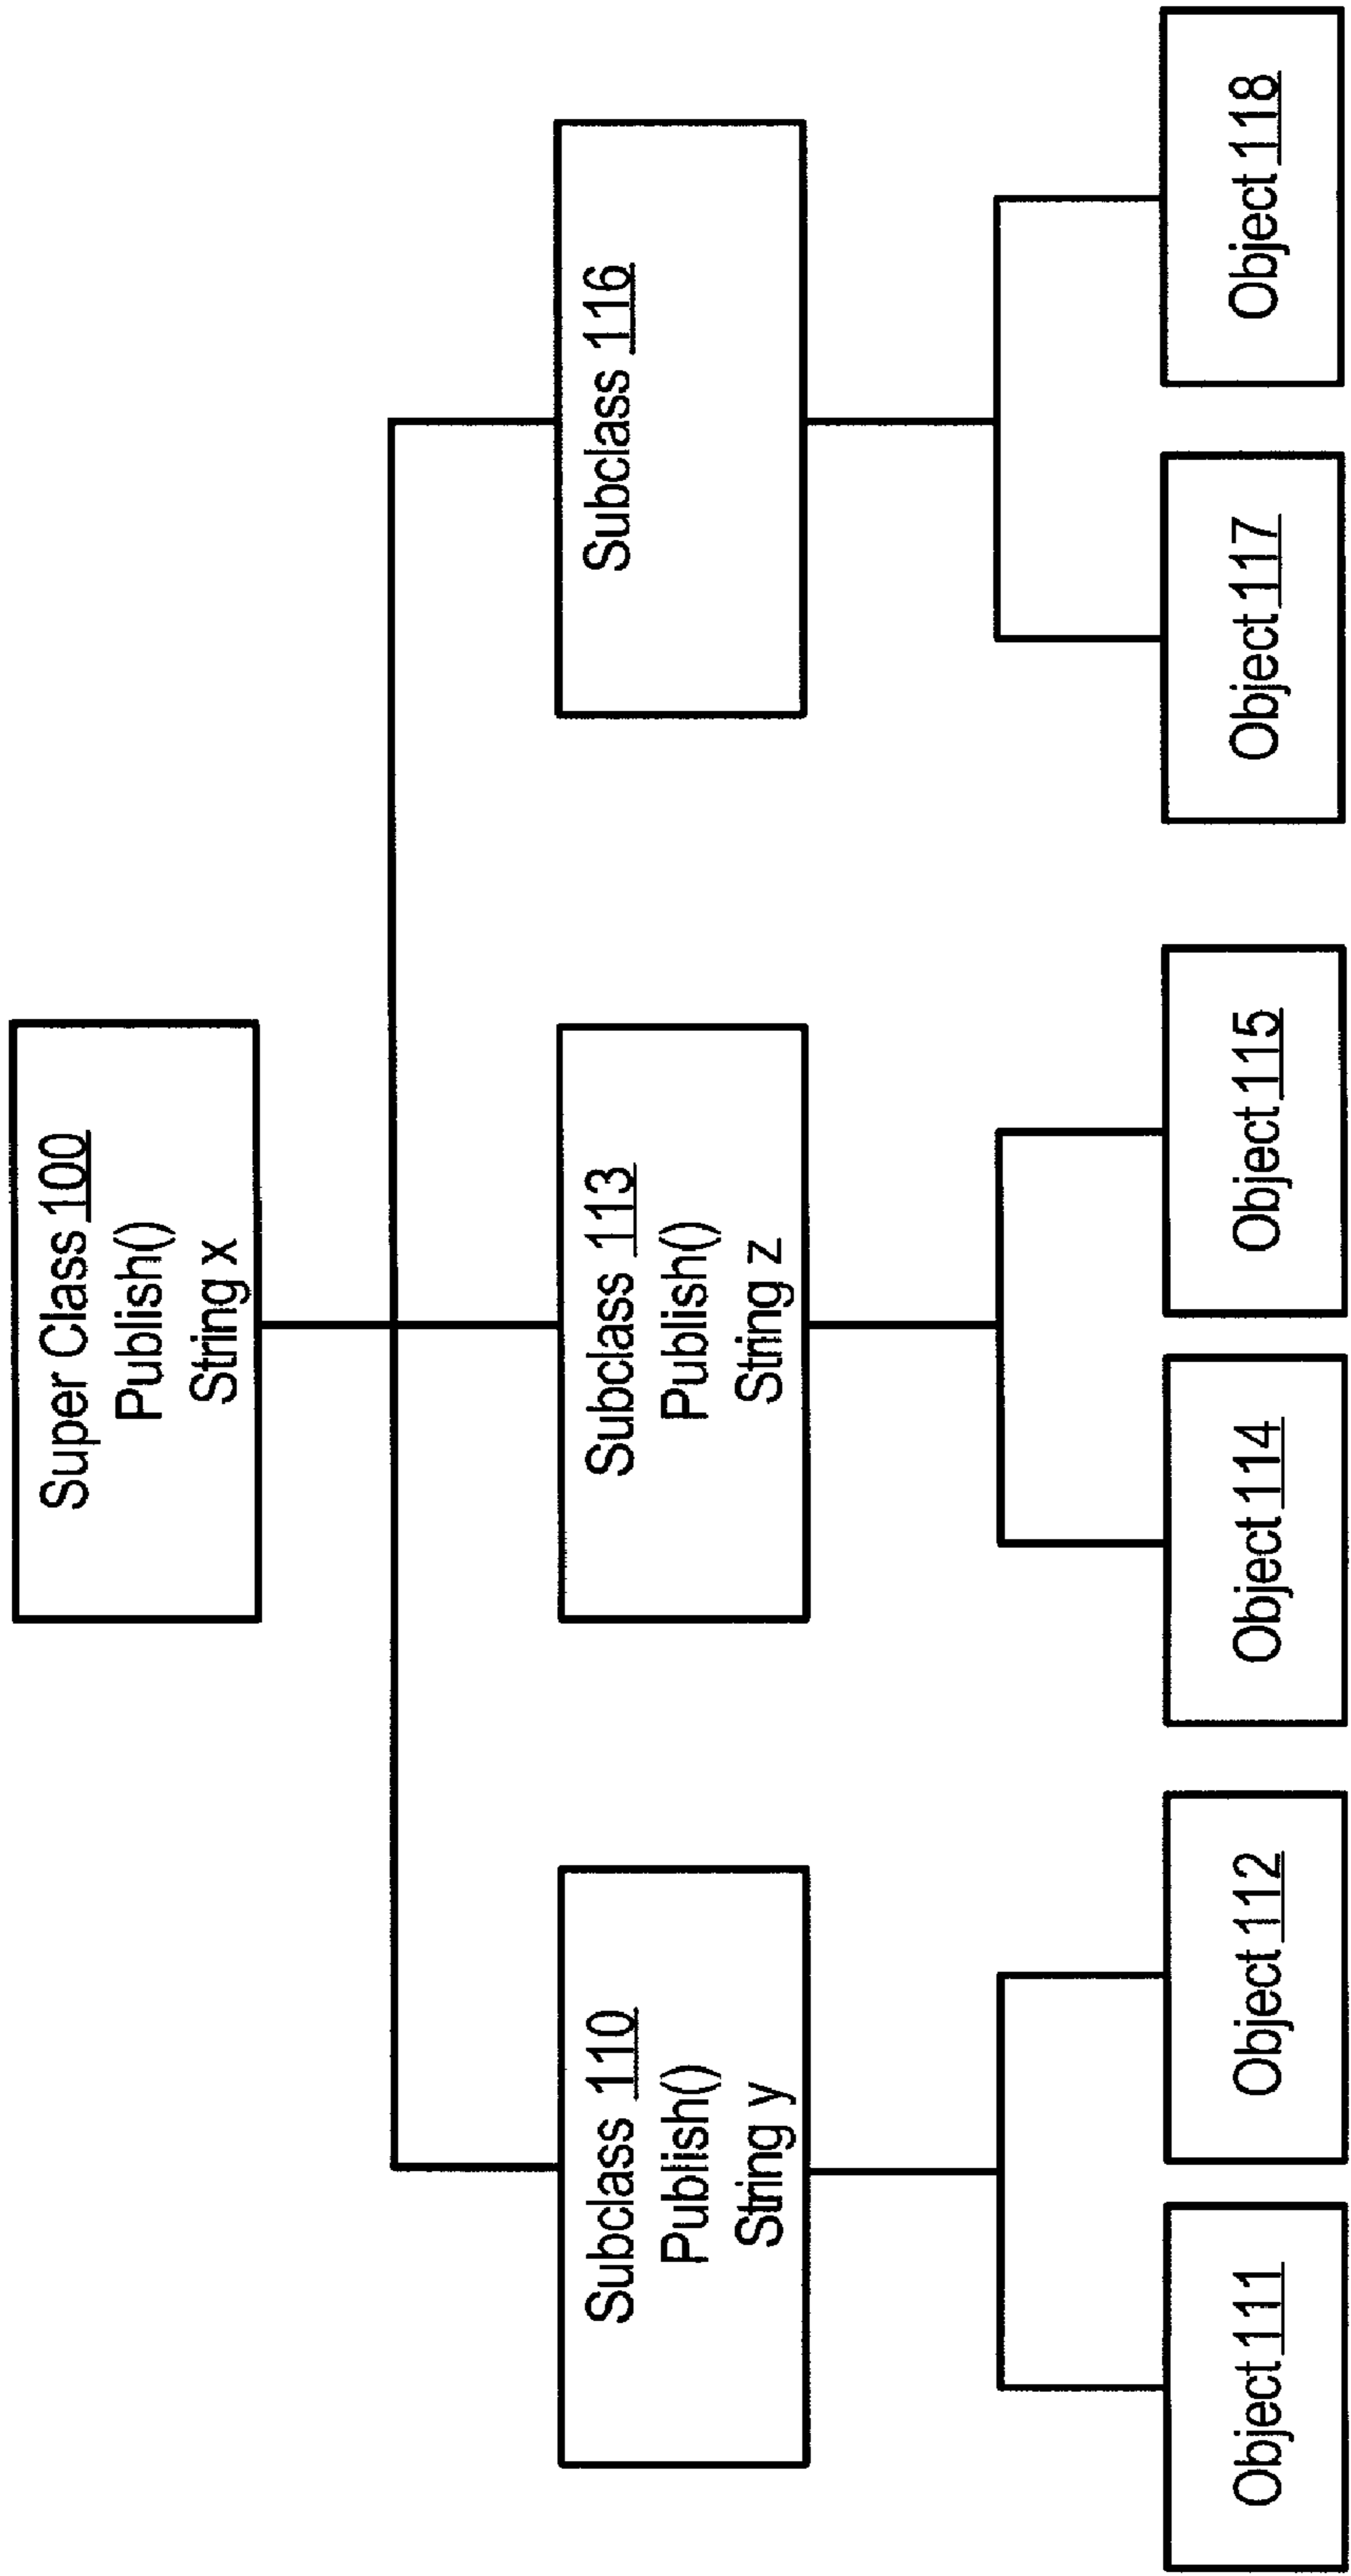 Super Class 100
Publish()
String x
Subclass 110
Publish()
String y
Subclass 113
Publish()
String z
Subclass 116
Object 111
Object 112
Object 114
Object 115
Object 117
Object 118